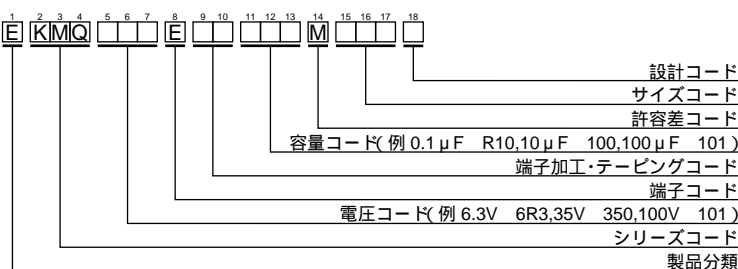 1 2 3 4 5 6 7 8 9 10 11 12 13 14 15 16 17 18
E KMQ E M
設計コード
サイズコード
許容差コード
容量コード(例 0.1μF R10,10μF 100,100μF 101)
端子加工・テーピングコード
端子コード
電圧コード(例 6.3V 6R3,35V 350,100V 101)
シリーズコード
製品分類